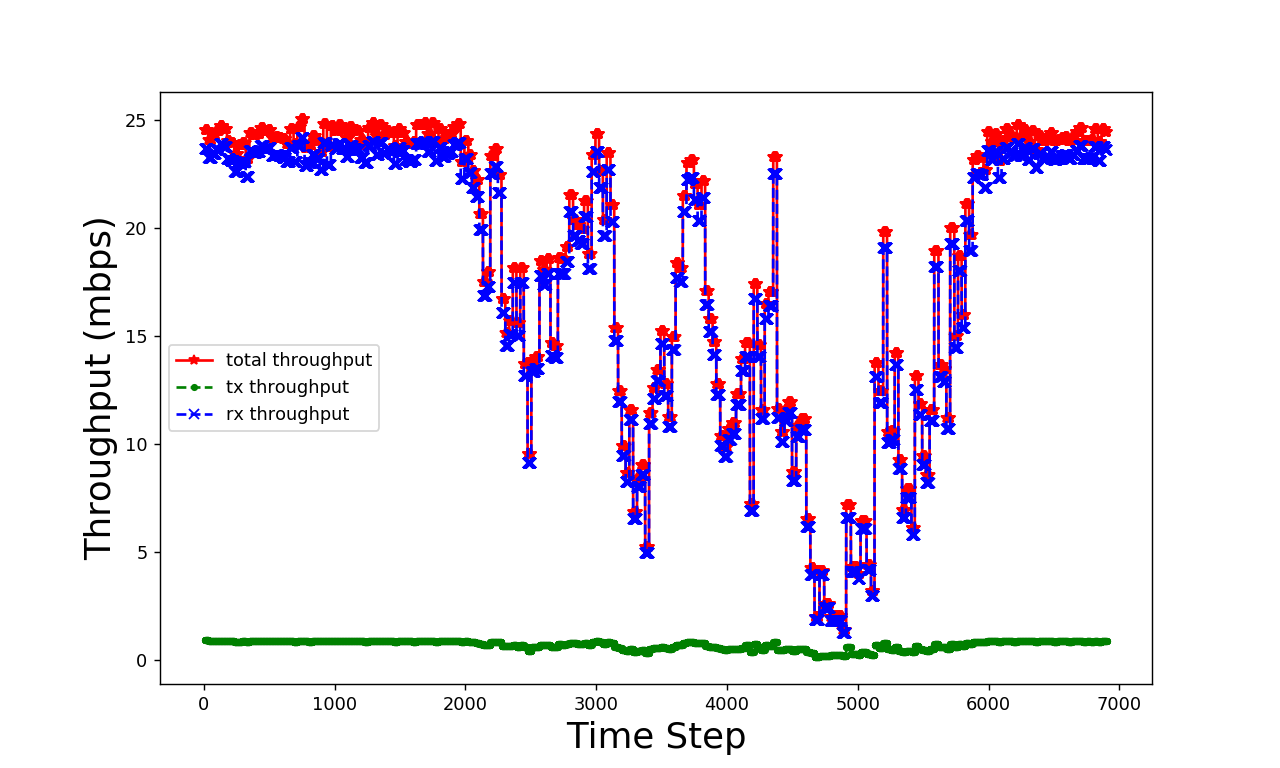 25
20
15
10
5
0
Throughput (mbps)
total throughput
tx throughput
rx throughput
0 1000 2000 3000 4000 5000 6000 7000
Time Step